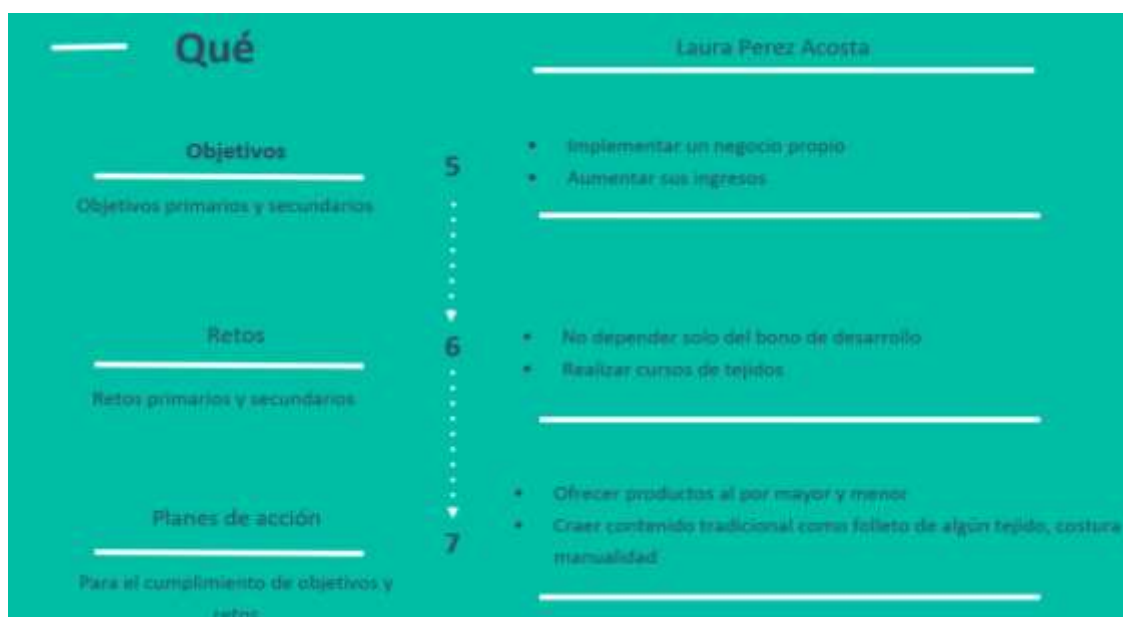 Qué
Laura Perez Acosta
Objetivos
Objetivos primarios y secundarios
5
• Implementar un negocio propio
• Aumentar sus ingresos
Retos
Retos primarios y secundarios
6
• No depender solo del bono de desarrollo
• Realizar cursos de tejidos
Planes de acción
Para el cumplimiento de objetivos y
retos
7
• Ofrecer productos al por mayor y menor
• Craer contenido tradicional como folleto de algún tejido, costura
manualidad